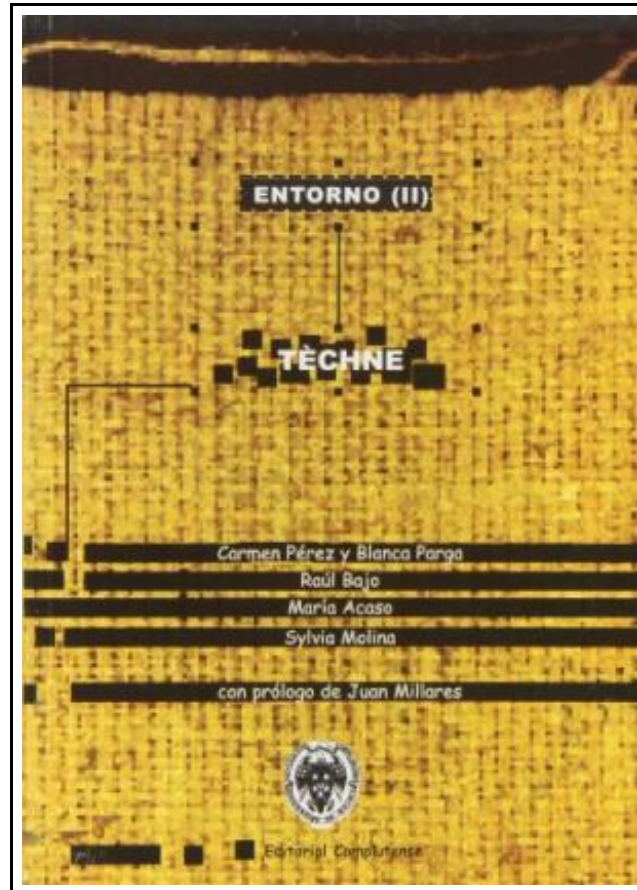 ENTORNO (II)
TÈCHNE
Carmen Pérez y Blanca Parga
Raúl Bajo
María Acaso
Sylvia Molina
con prólogo de Juan Millares
Editorial Complutense